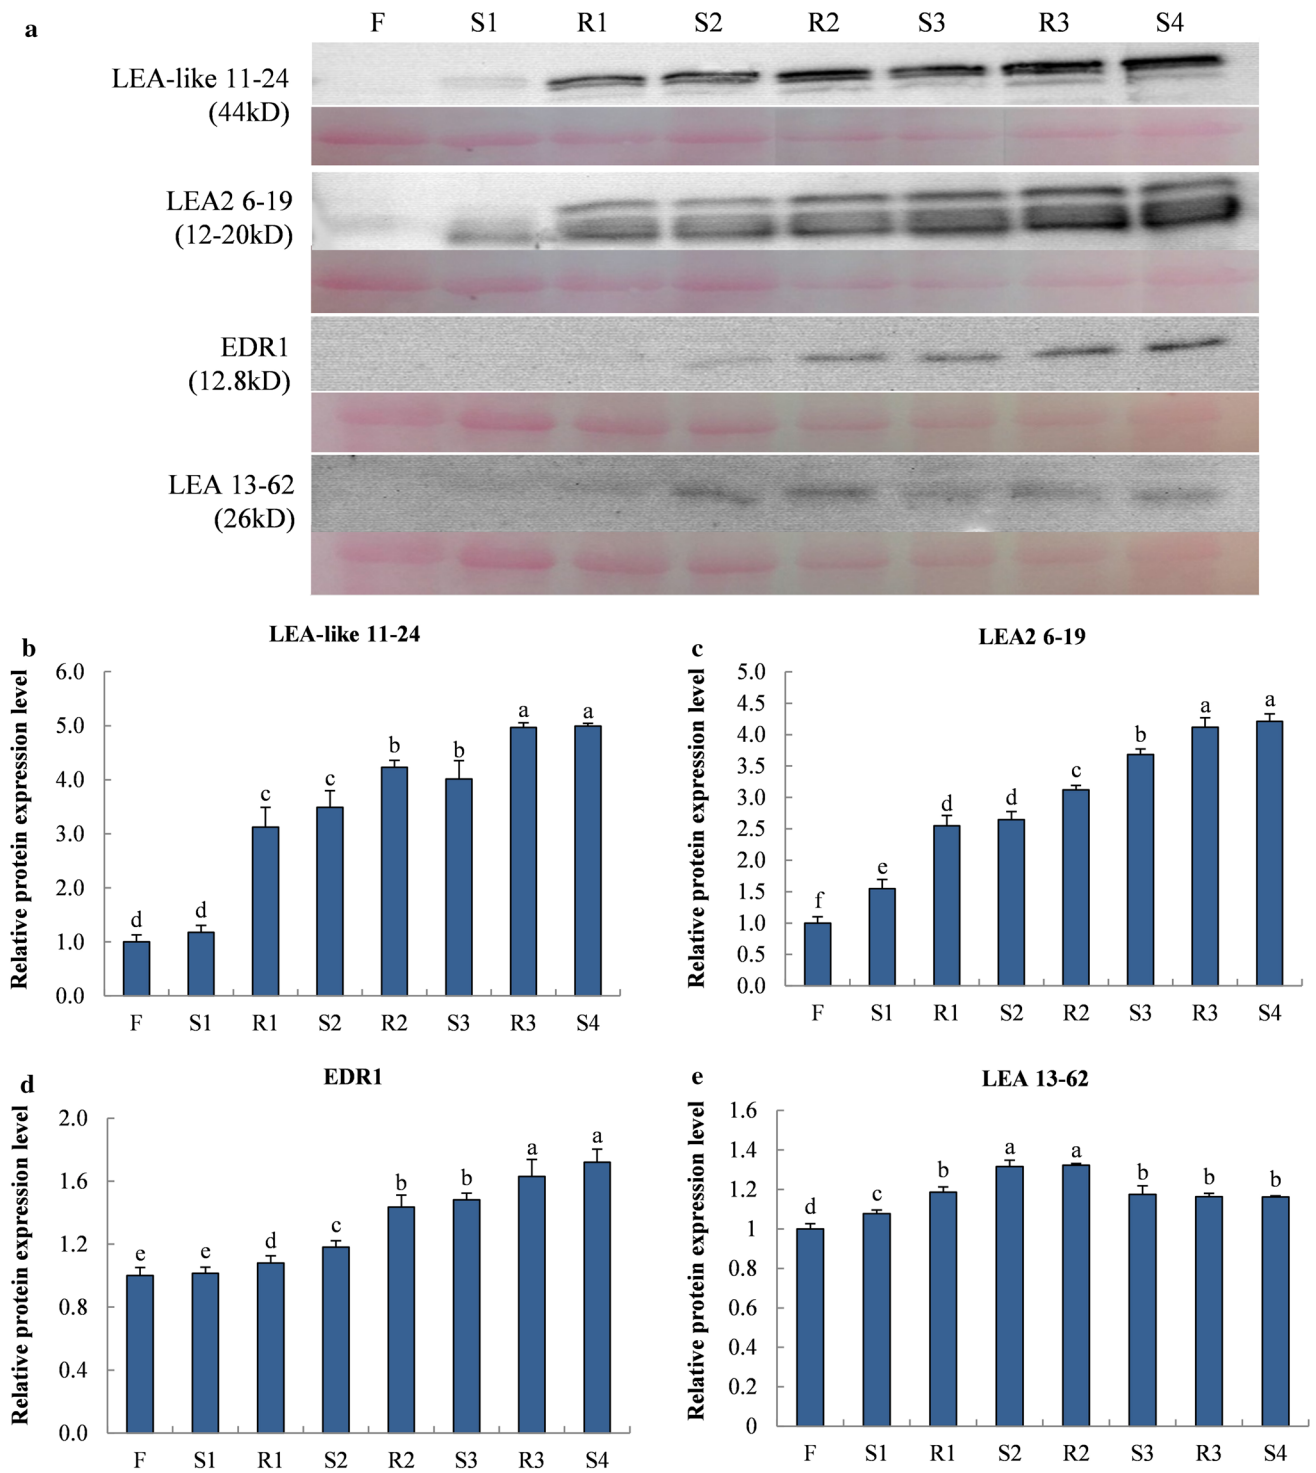 a
F S1 R1 S2 R2 S3 R3 S4
LEA-like 11-24
(44kD)
LEA2 6-19
(12-20kD)
EDR1
(12.8kD)
LEA 13-62
(26kD)
b
LEA-like 11-24
Relative protein expression level
6.0
5.0
4.0
3.0
2.0
1.0
0.0
d d c c b b a a
F S1 R1 S2 R2 S3 R3 S4
c
LEA2 6-19
Relative protein expression level
5.0
4.5
4.0
3.5
3.0
2.5
2.0
1.5
1.0
0.5
0.0
f e d d c b a a
F S1 R1 S2 R2 S3 R3 S4
d
EDR1
Relative protein expression level
2.0
1.6
1.2
0.8
0.4
0.0
e e d c b b a a
F S1 R1 S2 R2 S3 R3 S4
e
LEA 13-62
Relative protein expression level
1.6
1.4
1.2
1
0.8
0.6
0.4
0.2
0
d c b a a b b b
F S1 R1 S2 R2 S3 R3 S4